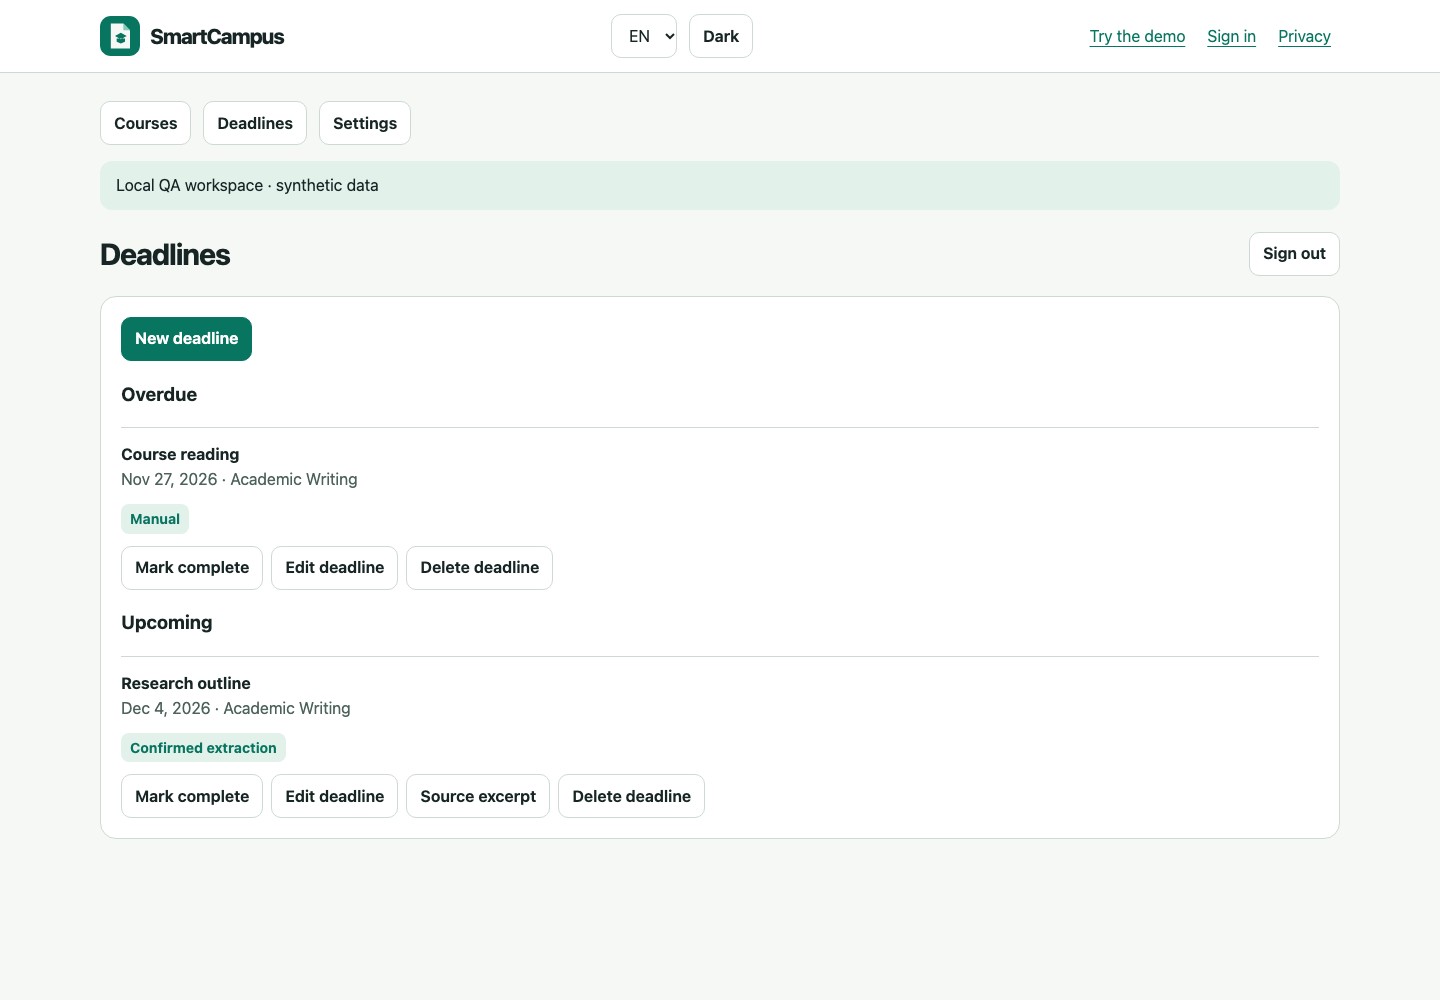 SmartCampus
EN
Dark
Try the demo
Sign in
Privacy
Courses
Deadlines
Settings
Local QA workspace · synthetic data
Deadlines
Sign out
New deadline
Overdue
Course reading
Nov 27, 2026 · Academic Writing
Manual
Mark complete
Edit deadline
Delete deadline
Upcoming
Research outline
Dec 4, 2026 · Academic Writing
Confirmed extraction
Mark complete
Edit deadline
Source excerpt
Delete deadline